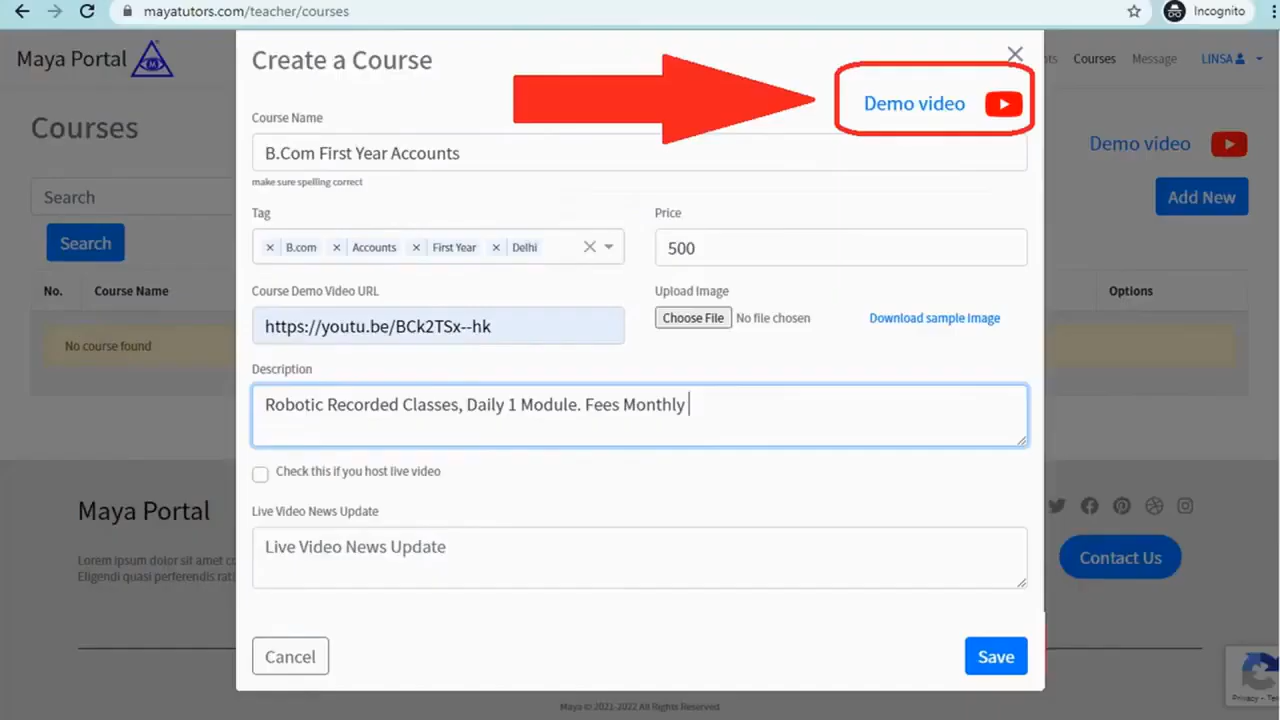 mayatutors.com/teacher/courses
Incognito
Maya Portal
Courses Message LINSA
Create a Course
Demo video
Courses
Demo video
Course Name
B.Com First Year Accounts
make sure spelling correct
Search
Add New
Search
Tag
Price
× B.com × Accounts × First Year × Delhi
500
No. Course Name
Options
Course Demo Video URL
Upload Image
https://youtu.be/BCk2TSx--hk
Choose File No file chosen
Download sample Image
No course found
Description
Robotic Recorded Classes, Daily 1 Module. Fees Monthly
Check this if you host live video
Live Video News Update
Live Video News Update
Maya Portal
Lorem ipsum dolor sit amet
Eligendi quasi perferendis
Contact Us
Cancel
Save
Maya © 2021-2022 All Rights Reserved